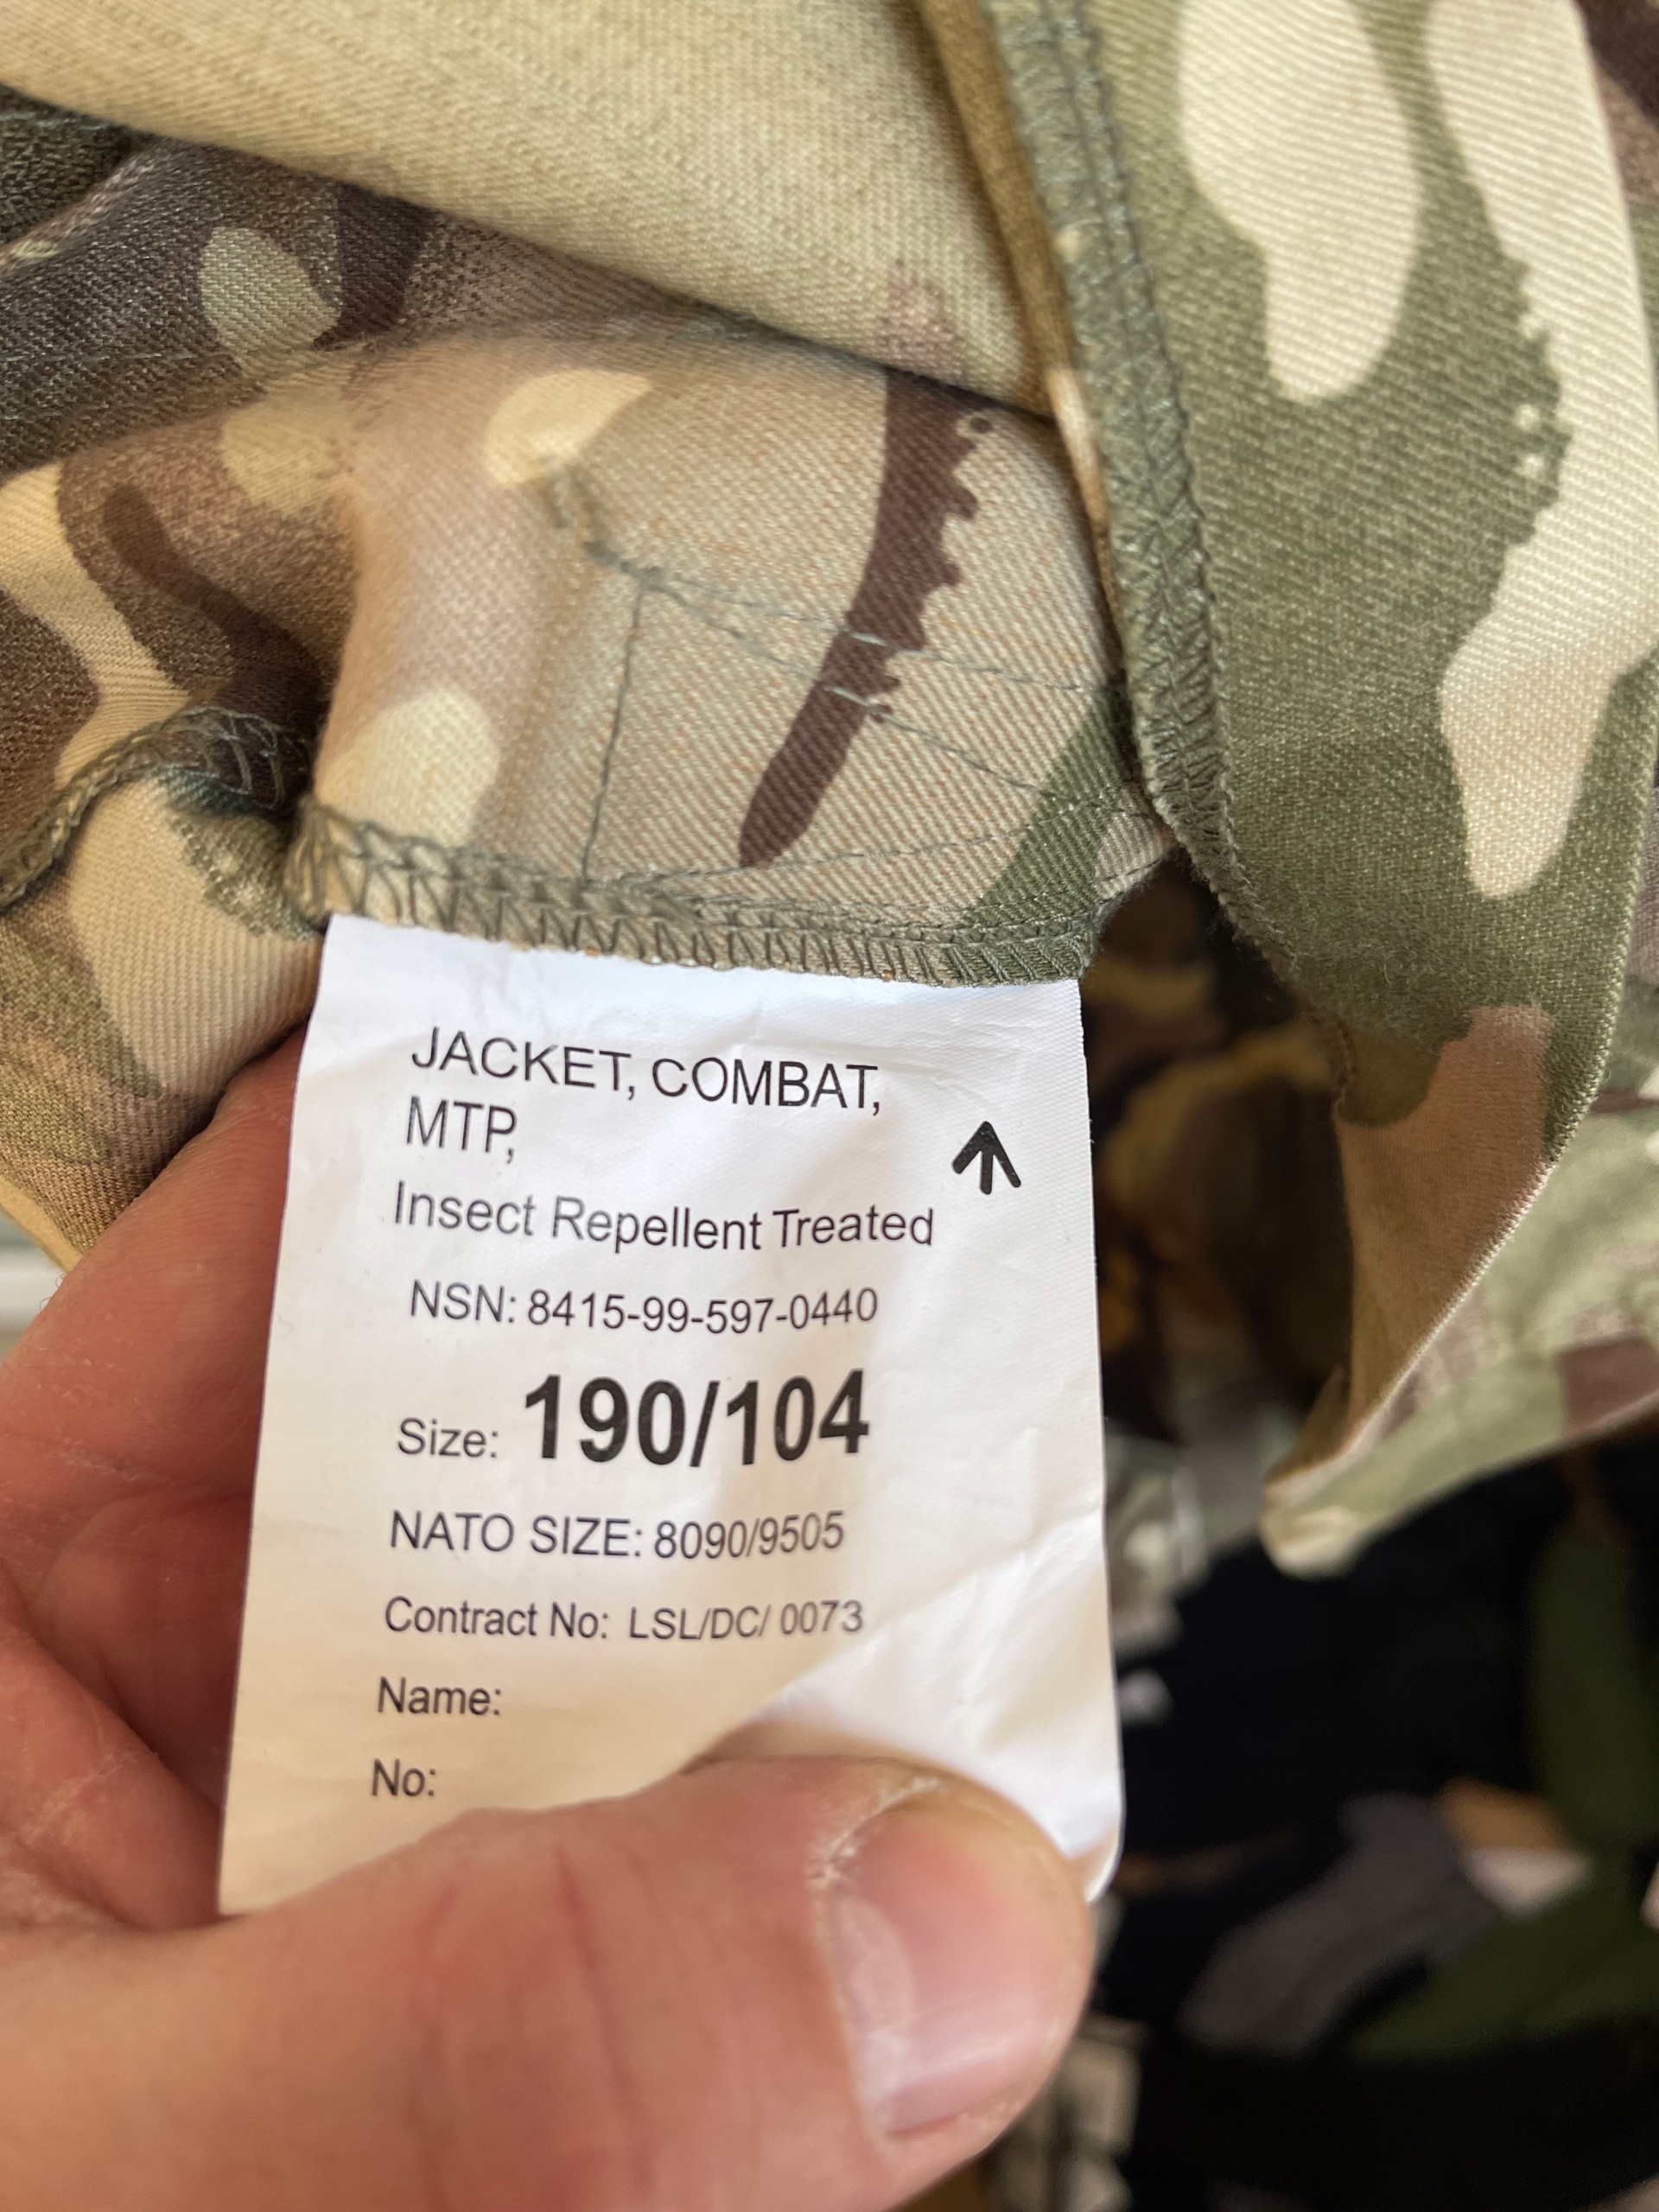 JACKET, COMBAT,
MTP,
Insect Repellent Treated
NSN: 8415-99-597-0440
Size: 190/104
NATO SIZE: 8090/9505
Contract No: LSL/DC/ 0073
Name:
No: